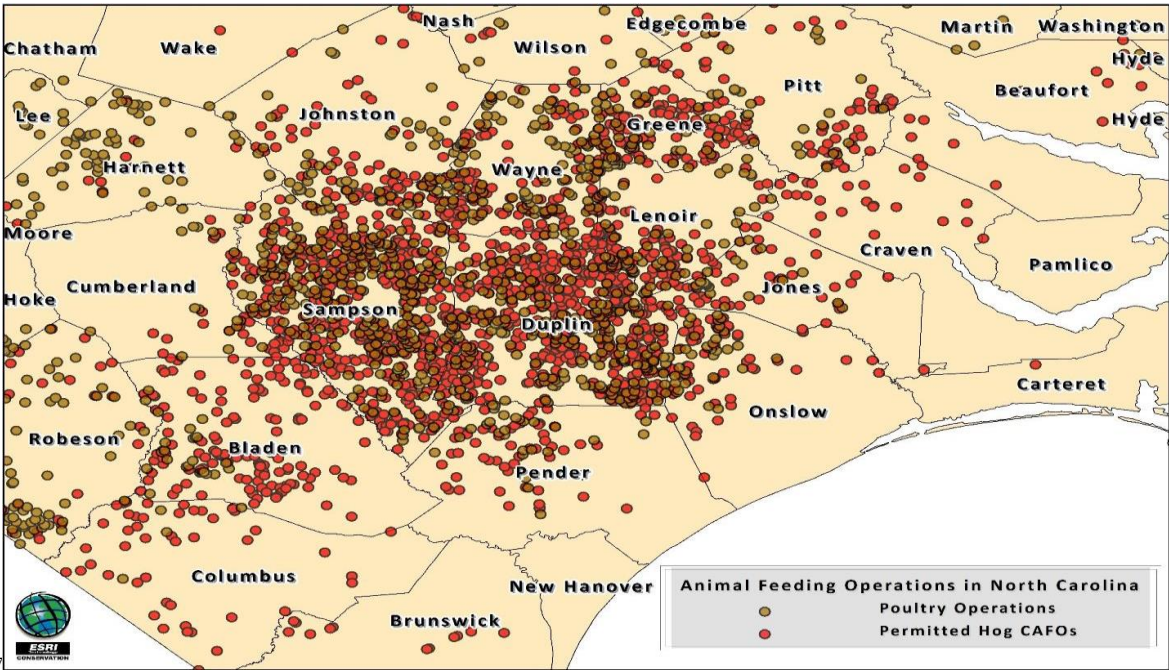 Nash
Edgecombe
Martin
Washington
Chatham
Wake
Wilson
Hyde
Pitt
Beaufort
Lee
Johnston
Greene
Hyde
Harnett
Wayne
Lenoir
Moore
Craven
Pamlico
Cumberland
Hoke
Jones
Sampson
Duplin
Carteret
Onslow
Robeson
Bladen
Pender
Columbus
New Hanover
Brunswick
Animal Feeding Operations in North Carolina
Poultry Operations
Permitted Hog CAFOs
ESRI
CONSERVATION